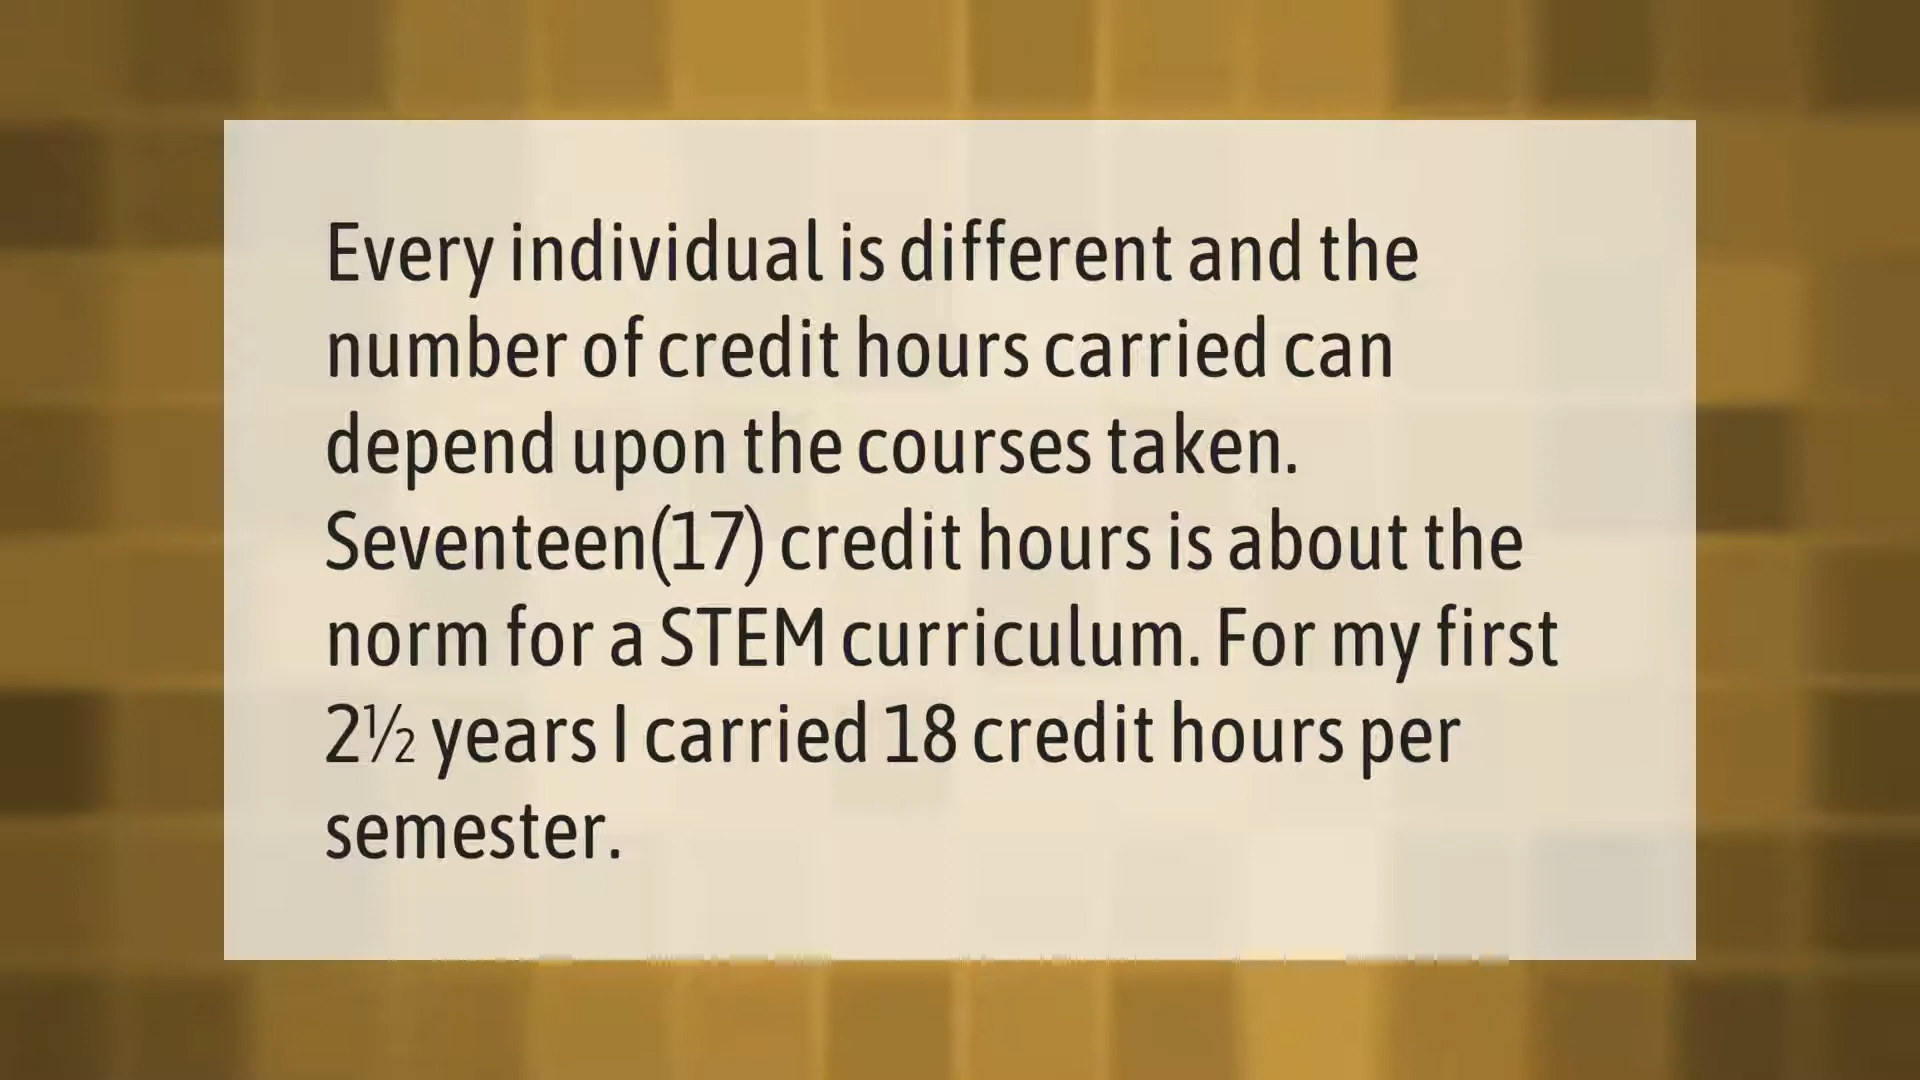 Every individual is different and the
number of credit hours carried can
depend upon the courses taken.
Seventeen(17) credit hours is about the
norm for a STEM curriculum. For my first
2½ years I carried 18 credit hours per
semester.